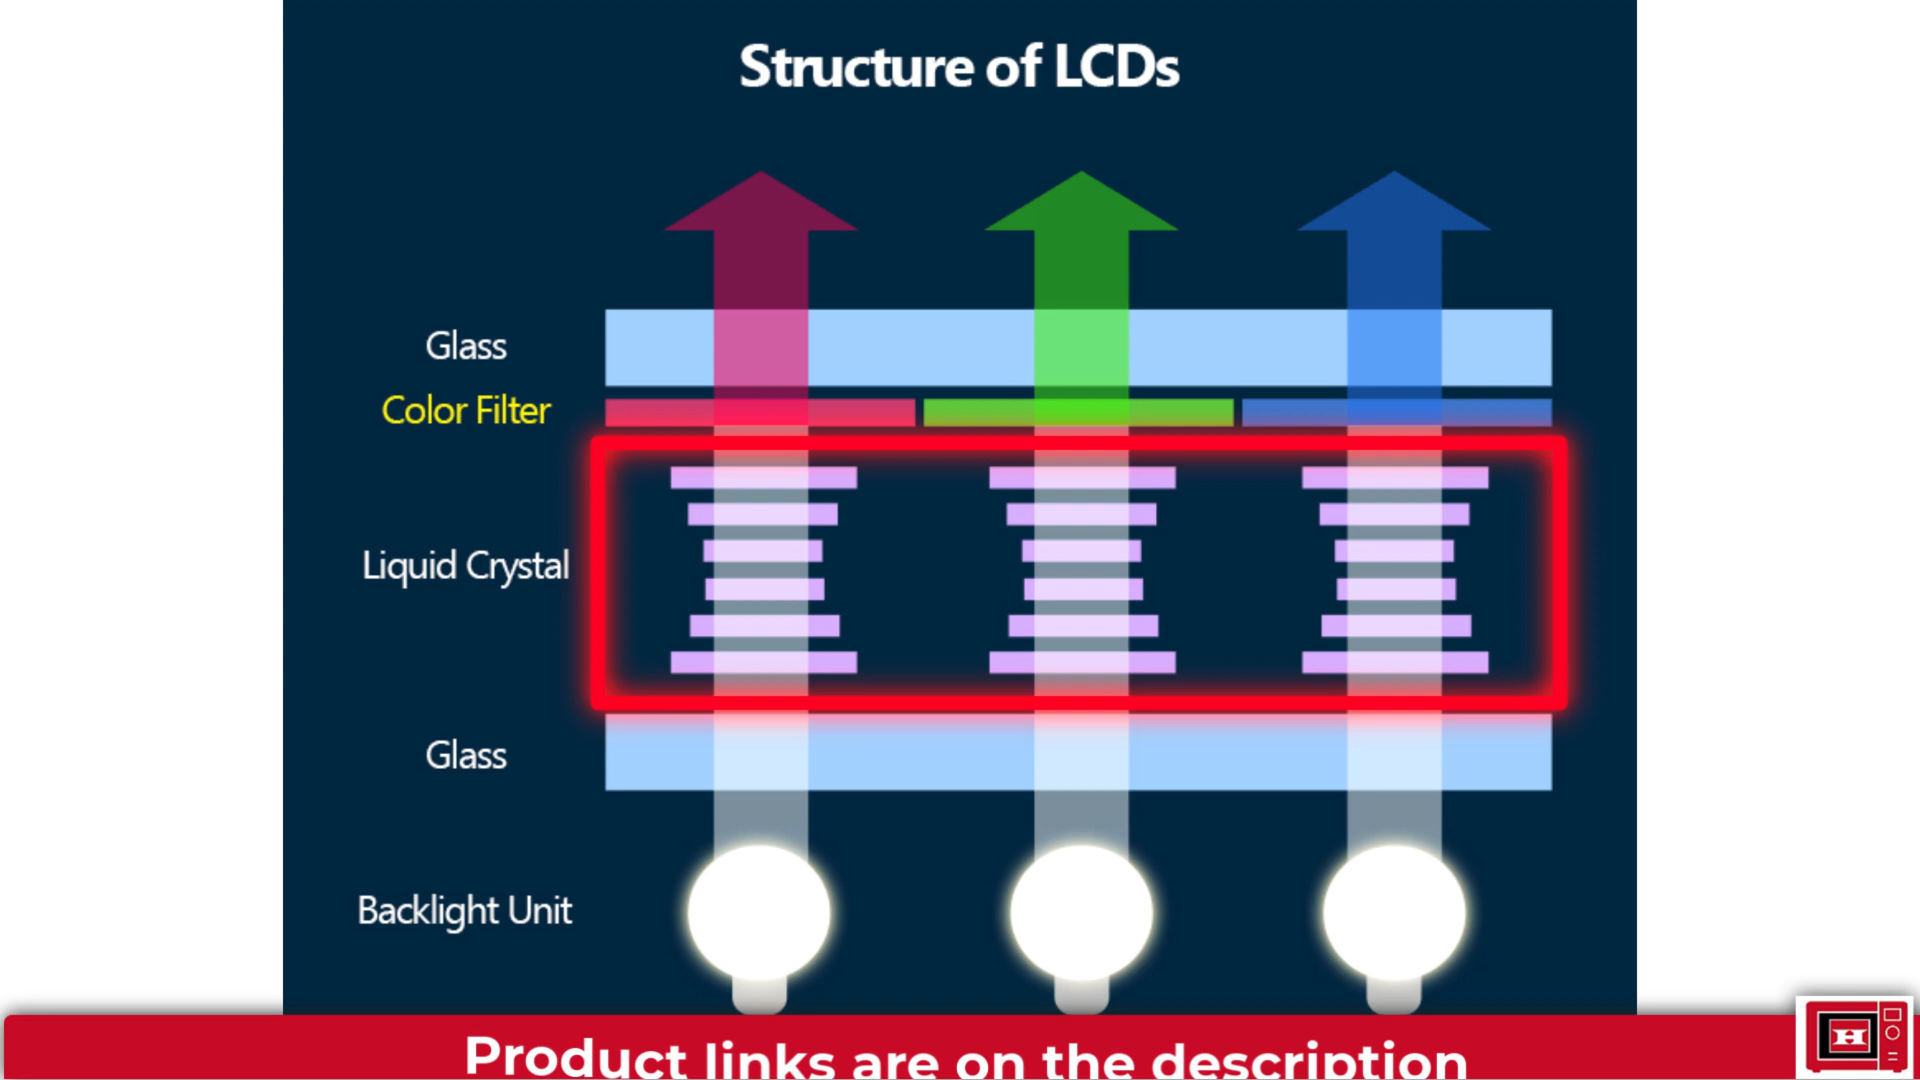 Structure of LCDs
Glass
Color Filter
Liquid Crystal
Glass
Backlight Unit
Product links are on the description
H